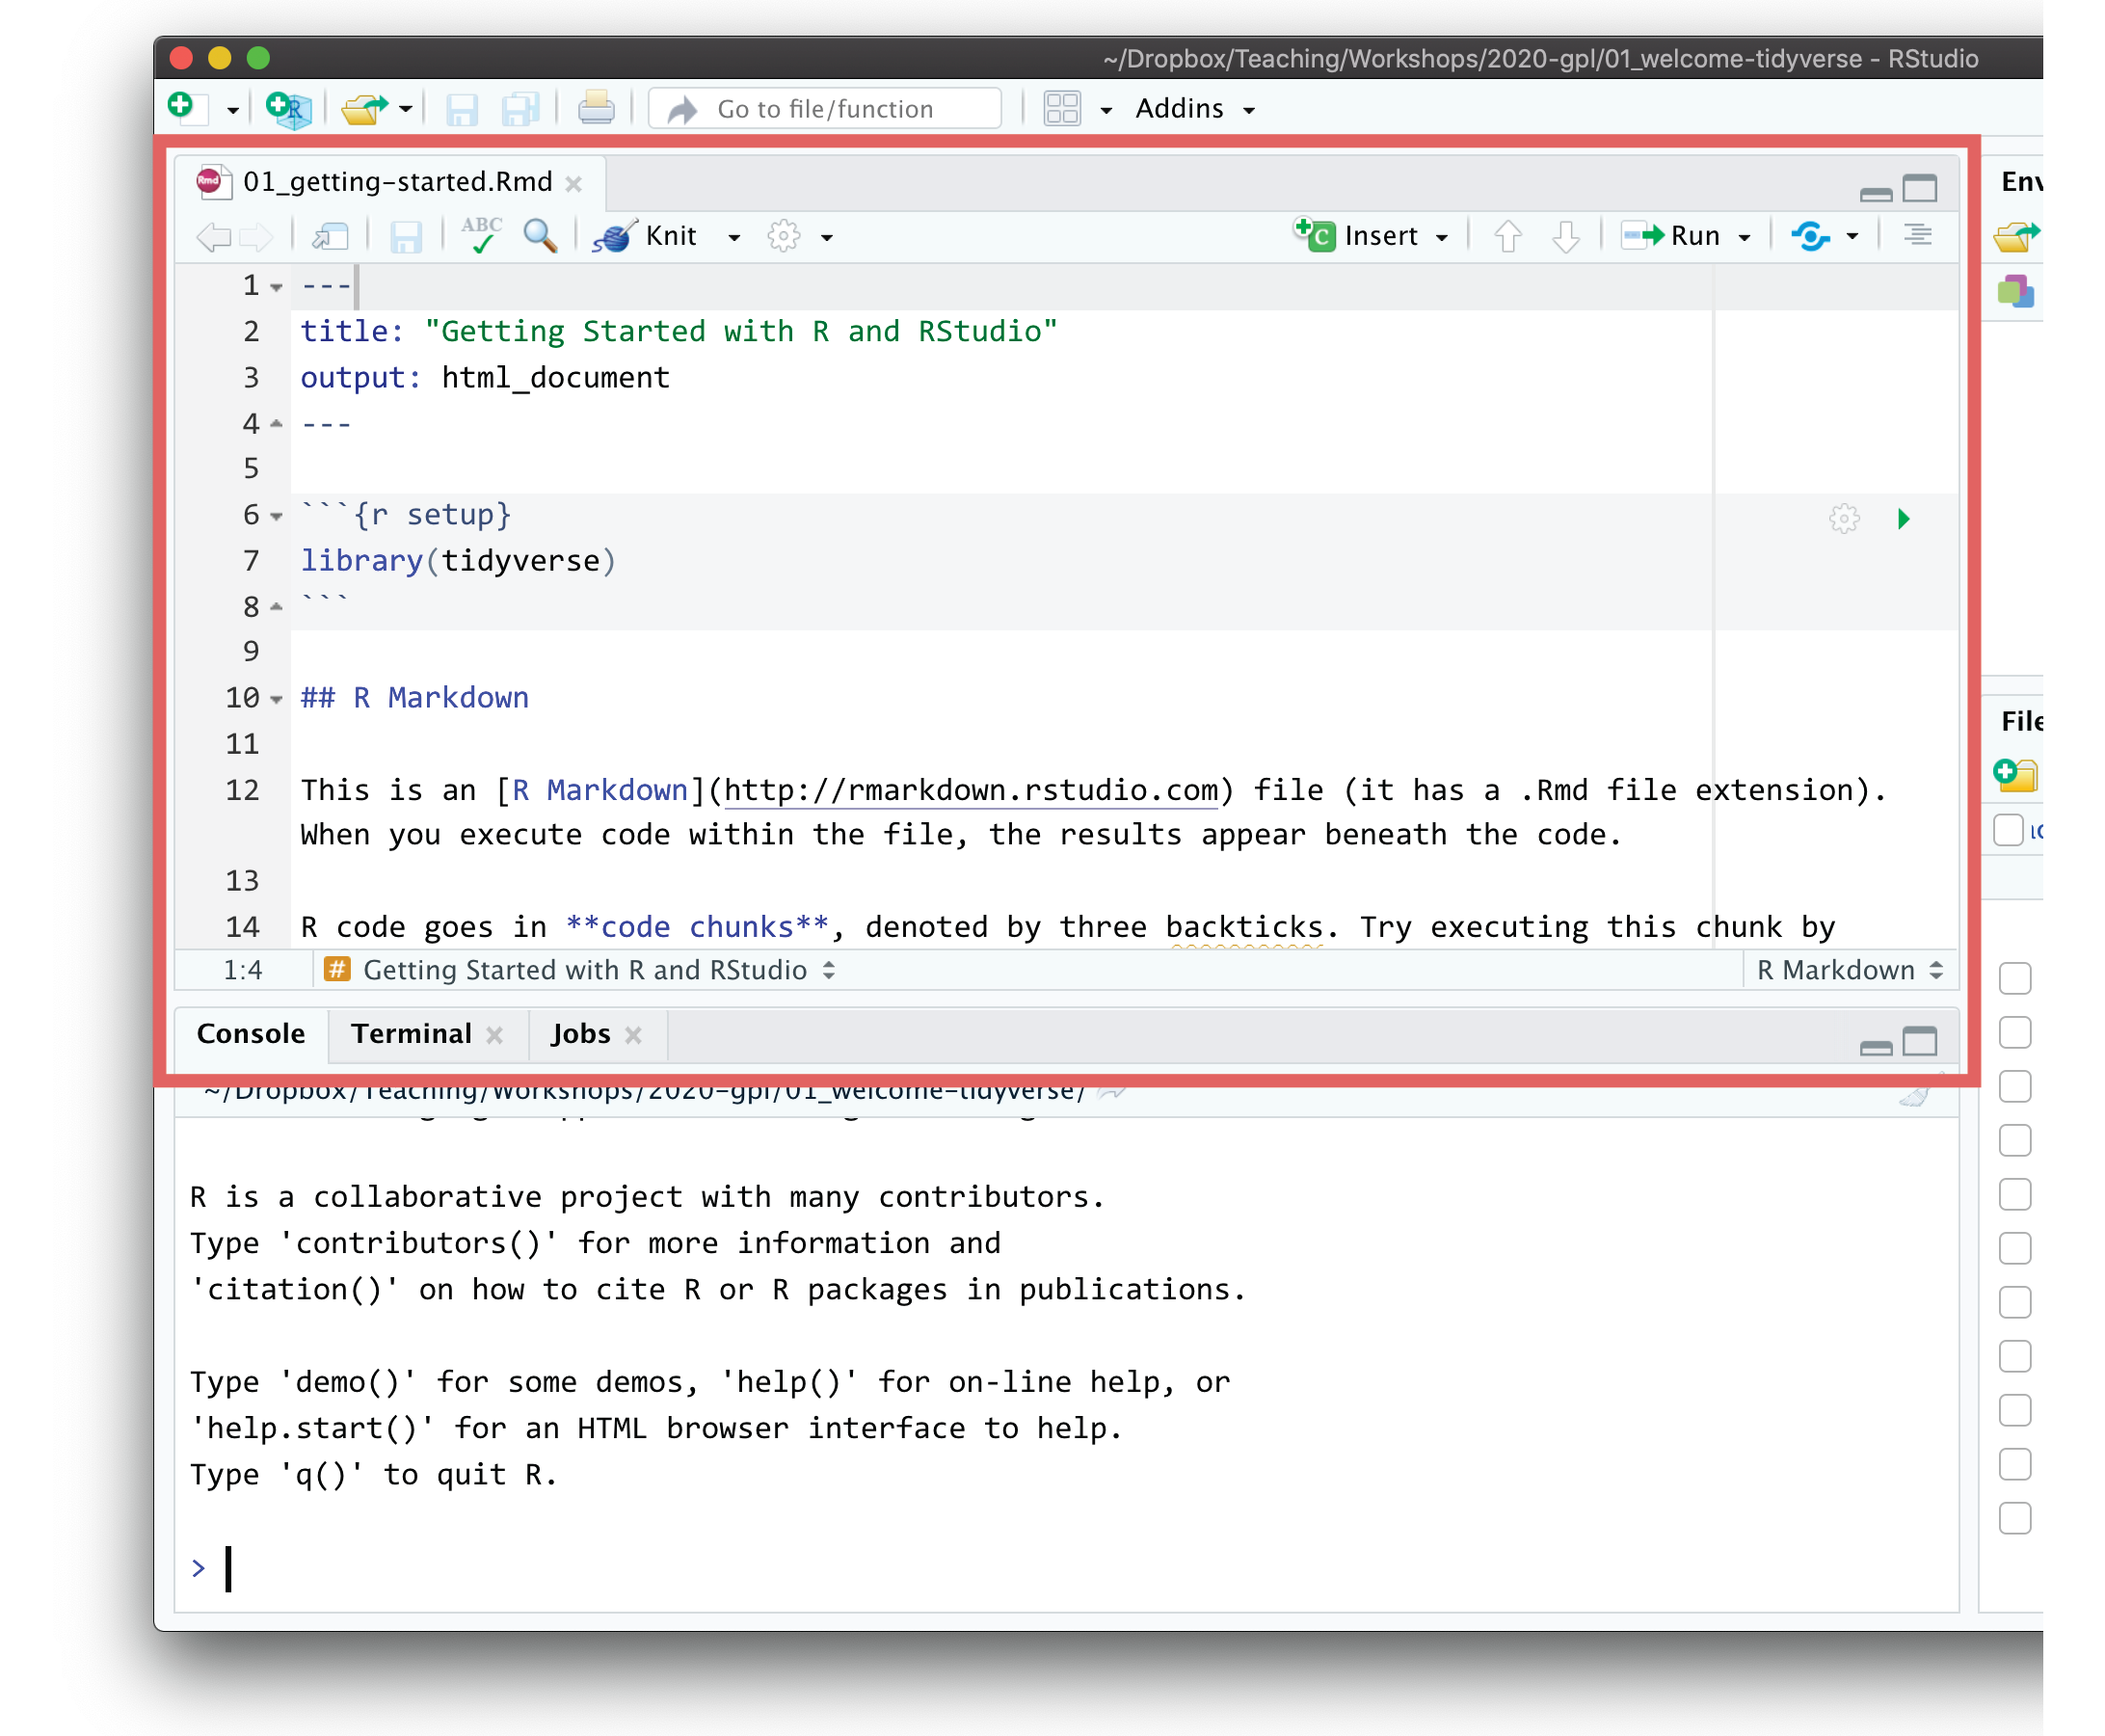 ~/Dropbox/Teaching/Workshops/2020-gpl/01_welcome-tidyverse - RStudio
Go to file/function
Addins
01_getting-started.Rmd
ABC
Knit
Insert
Run
1 ---
2 title: "Getting Started with R and RStudio"
3 output: html_document
4 ---
5
6 ```{r setup}
7 library(tidyverse)
8 ```
9
10 ## R Markdown
11
12 This is an [R Markdown](http://rmarkdown.rstudio.com) file (it has a .Rmd file extension).
When you execute code within the file, the results appear beneath the code.
13
14 R code goes in **code chunks**, denoted by three backticks. Try executing this chunk by
1:4 # Getting Started with R and RStudio
R Markdown
Console Terminal Jobs
~/Dropbox/Teaching/Workshops/2020-gpl/01_welcome-tidyverse/
R is a collaborative project with many contributors.
Type 'contributors()' for more information and
'citation()' on how to cite R or R packages in publications.
Type 'demo()' for some demos, 'help()' for on-line help, or
'help.start()' for an HTML browser interface to help.
Type 'q()' to quit R.
>
Env
File